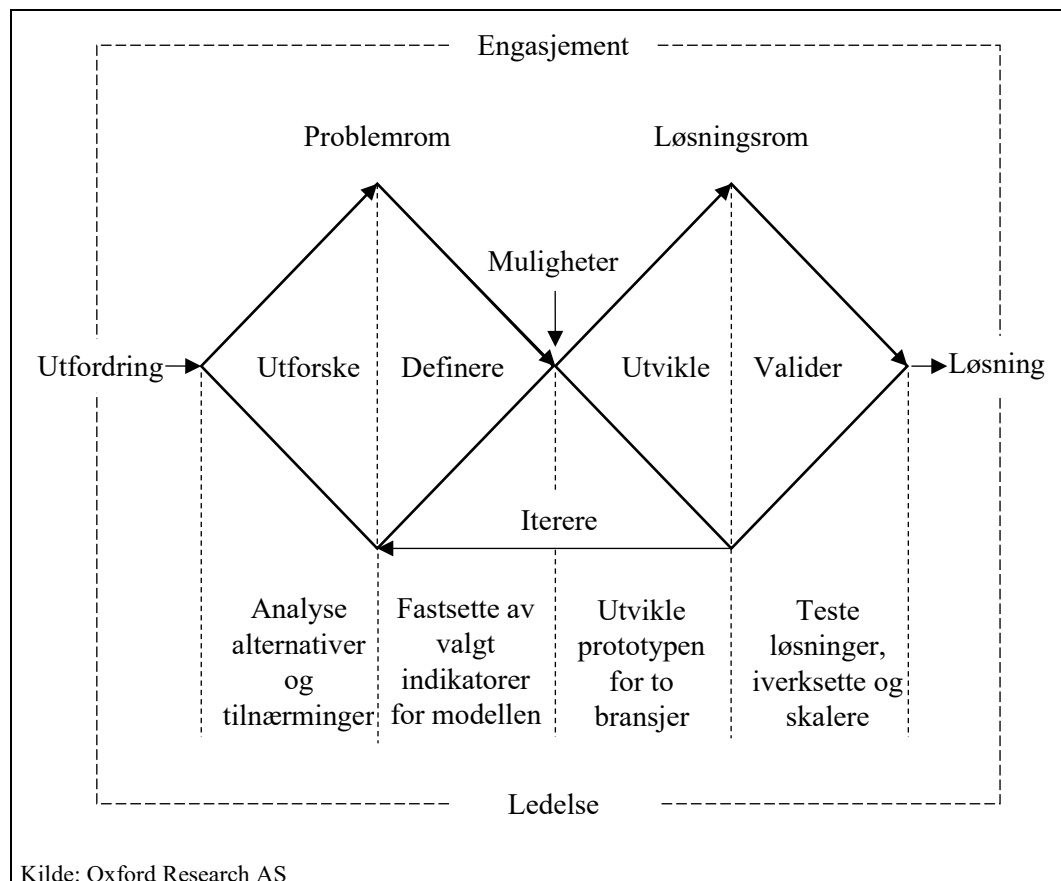 Engasjement
Problemrom
Løsningsrom
Muligheter
Utfordring
Utforske
Definere
Utvikle
Valider
Løsning
Iterere
Analyse
alternativer
og
tilnærminger
Fastsette av
valgt
indikatorer
for modellen
Utvikle
prototypen
for to
bransjer
Teste
løsninger,
iverksette og
skalere
Ledelse
Kilde: Oxford Research AS